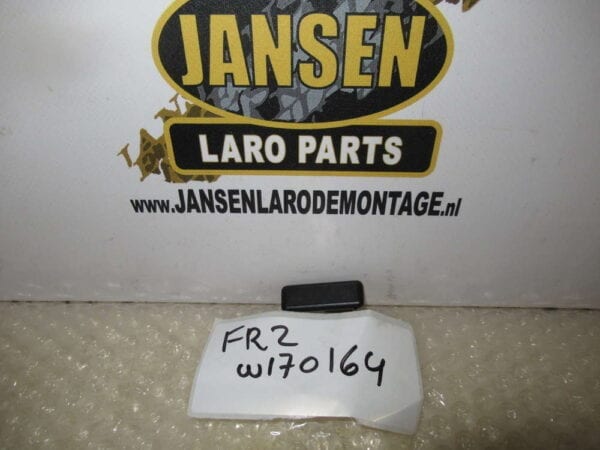 JANSEN
LARO PARTS
www.JANSENLARODEMONTAGE.nl
FR2
W170164